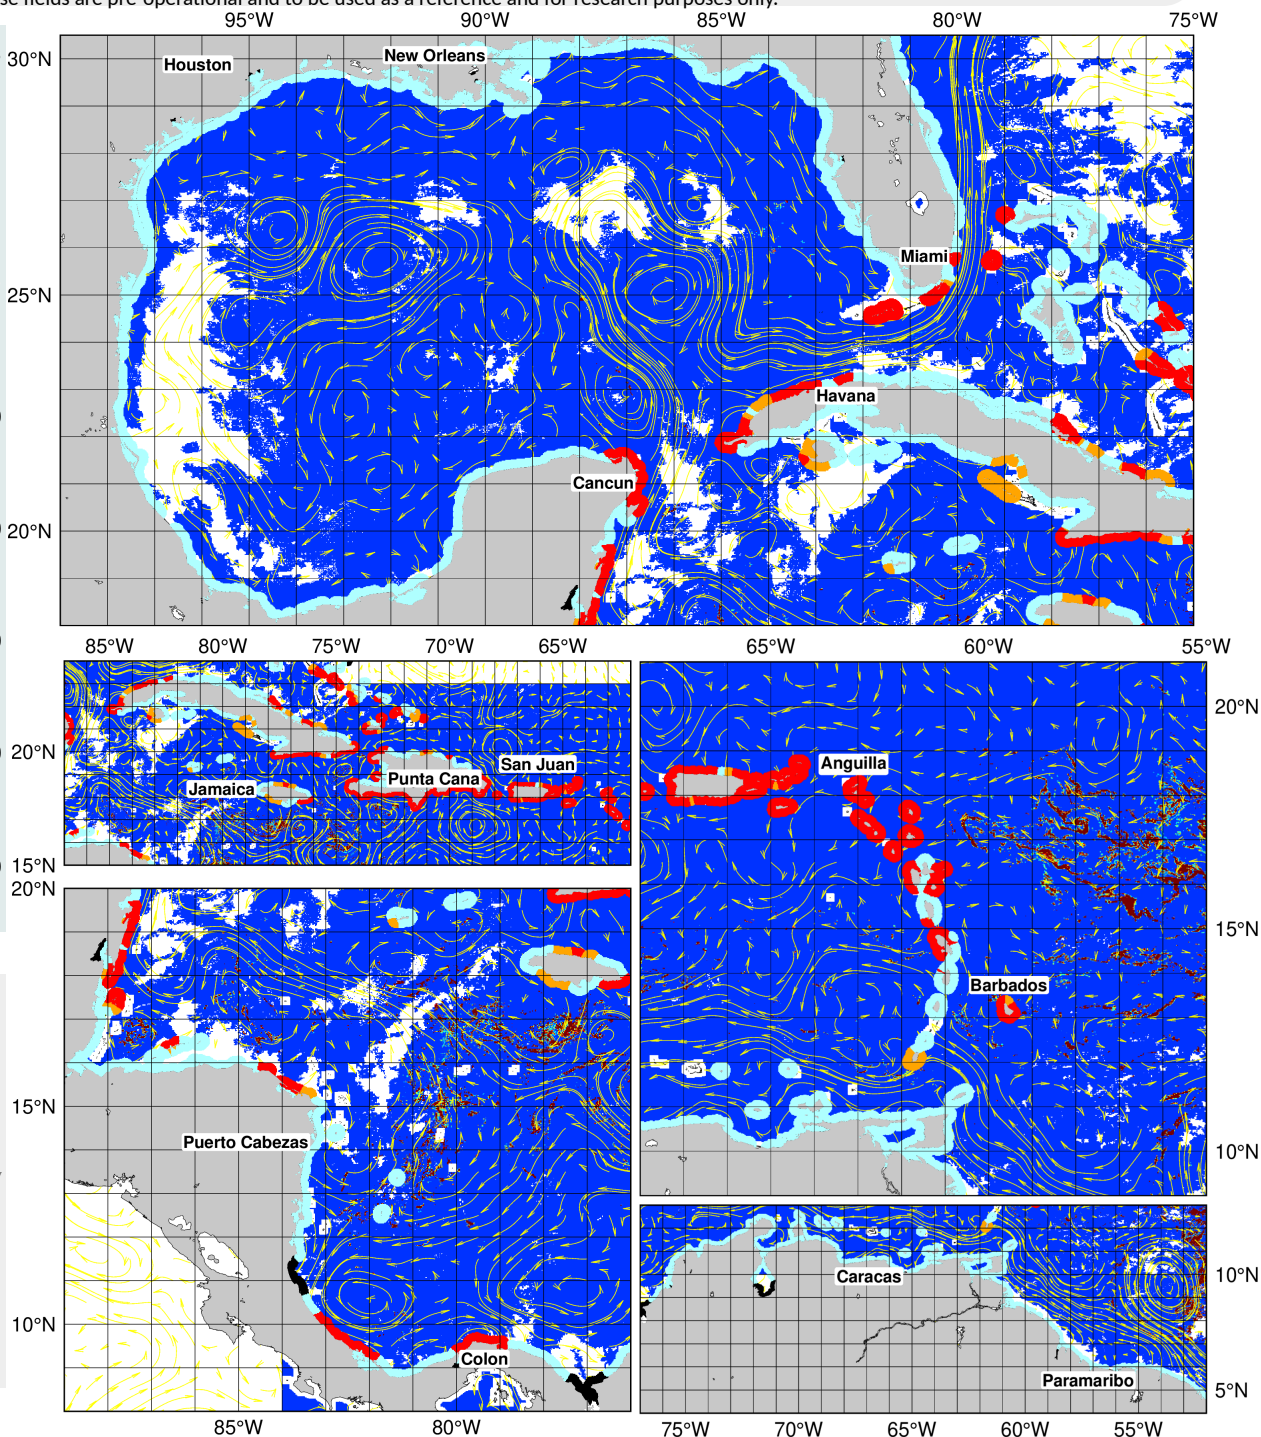 se fields are pre-operational and to be used as a reference and for research purposes only.
95°W 90°W 85°W 80°W 75°W
30°N
Houston
New Orleans
Miami
25°N
Havana
Cancun
20°N
85°W 80°W 75°W 70°W 65°W
65°W 60°W 55°W
20°N
San Juan
Punta Cana
Jamaica
15°N
20°N
Anguilla
15°N
Barbados
10°N
20°N
15°N
Puerto Cabezas
10°N
Colon
85°W 80°W
Caracas
10°N
Paramaribo
5°N
75°W 70°W 65°W 60°W 55°W